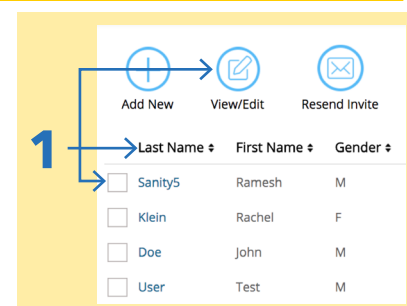 Add New View/Edit Resend Invite
1
Last Name First Name Gender
Sanity5 Ramesh M
Klein Rachel F
Doe John M
User Test M